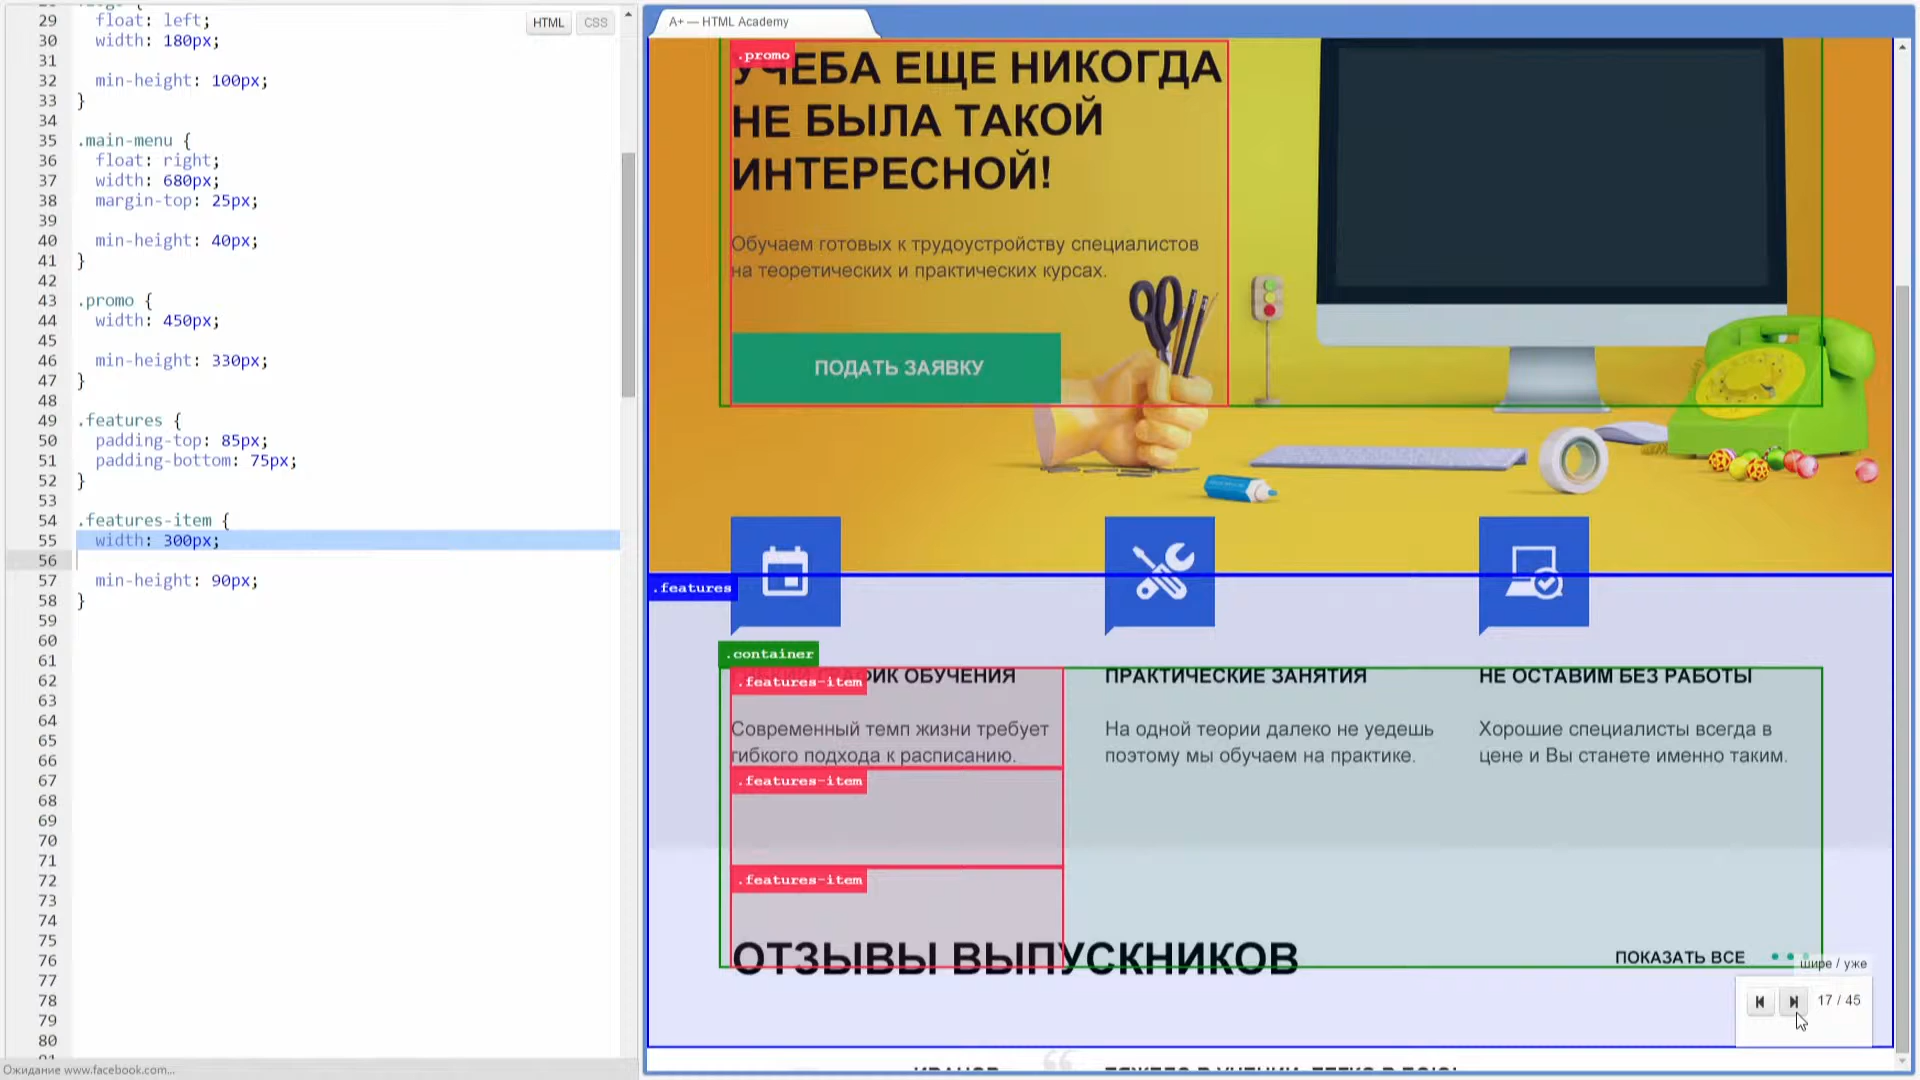 HTML
CSS
29 float: left;
30 width: 180px;
31
32 min-height: 100px;
33 }
34
35 .main-menu {
36 float: right;
37 width: 680px;
38 margin-top: 25px;
39
40 min-height: 40px;
41 }
42
43 .promo {
44 width: 450px;
45
46 min-height: 330px;
47 }
48
49 .features {
50 padding-top: 85px;
51 padding-bottom: 75px;
52 }
53
54 .features-item {
55 width: 300px;
56
57 min-height: 90px;
58 }
59
60
61
62
63
64
65
66
67
68
69
70
71
72
73
74
75
76
77
78
79
80
Ожидание www.facebook.com...
A+ — HTML Academy
.promo
УЧЕБА ЕЩЕ НИКОГДА
НЕ БЫЛА ТАКОЙ
ИНТЕРЕСНОЙ!
Обучаем готовых к трудоустройству специалистов
на теоретических и практических курсах.
ПОДАТЬ ЗАЯВКУ
.features
.container
.features-item
ОБУЧЕНИЯ
ПРАКТИЧЕСКИЕ ЗАНЯТИЯ
НЕ ОСТАВИМ БЕЗ РАБОТЫ
Современный темп жизни требует
гибкого подхода к расписанию.
На одной теории далеко не уедешь
поэтому мы обучаем на практике.
Хорошие специалисты всегда в
цене и Вы станете именно таким.
.features-item
.features-item
ОТЗЫВЫ ВЫПУСКНИКОВ
ПОКАЗАТЬ ВСЕ
шире / уже
17 / 45